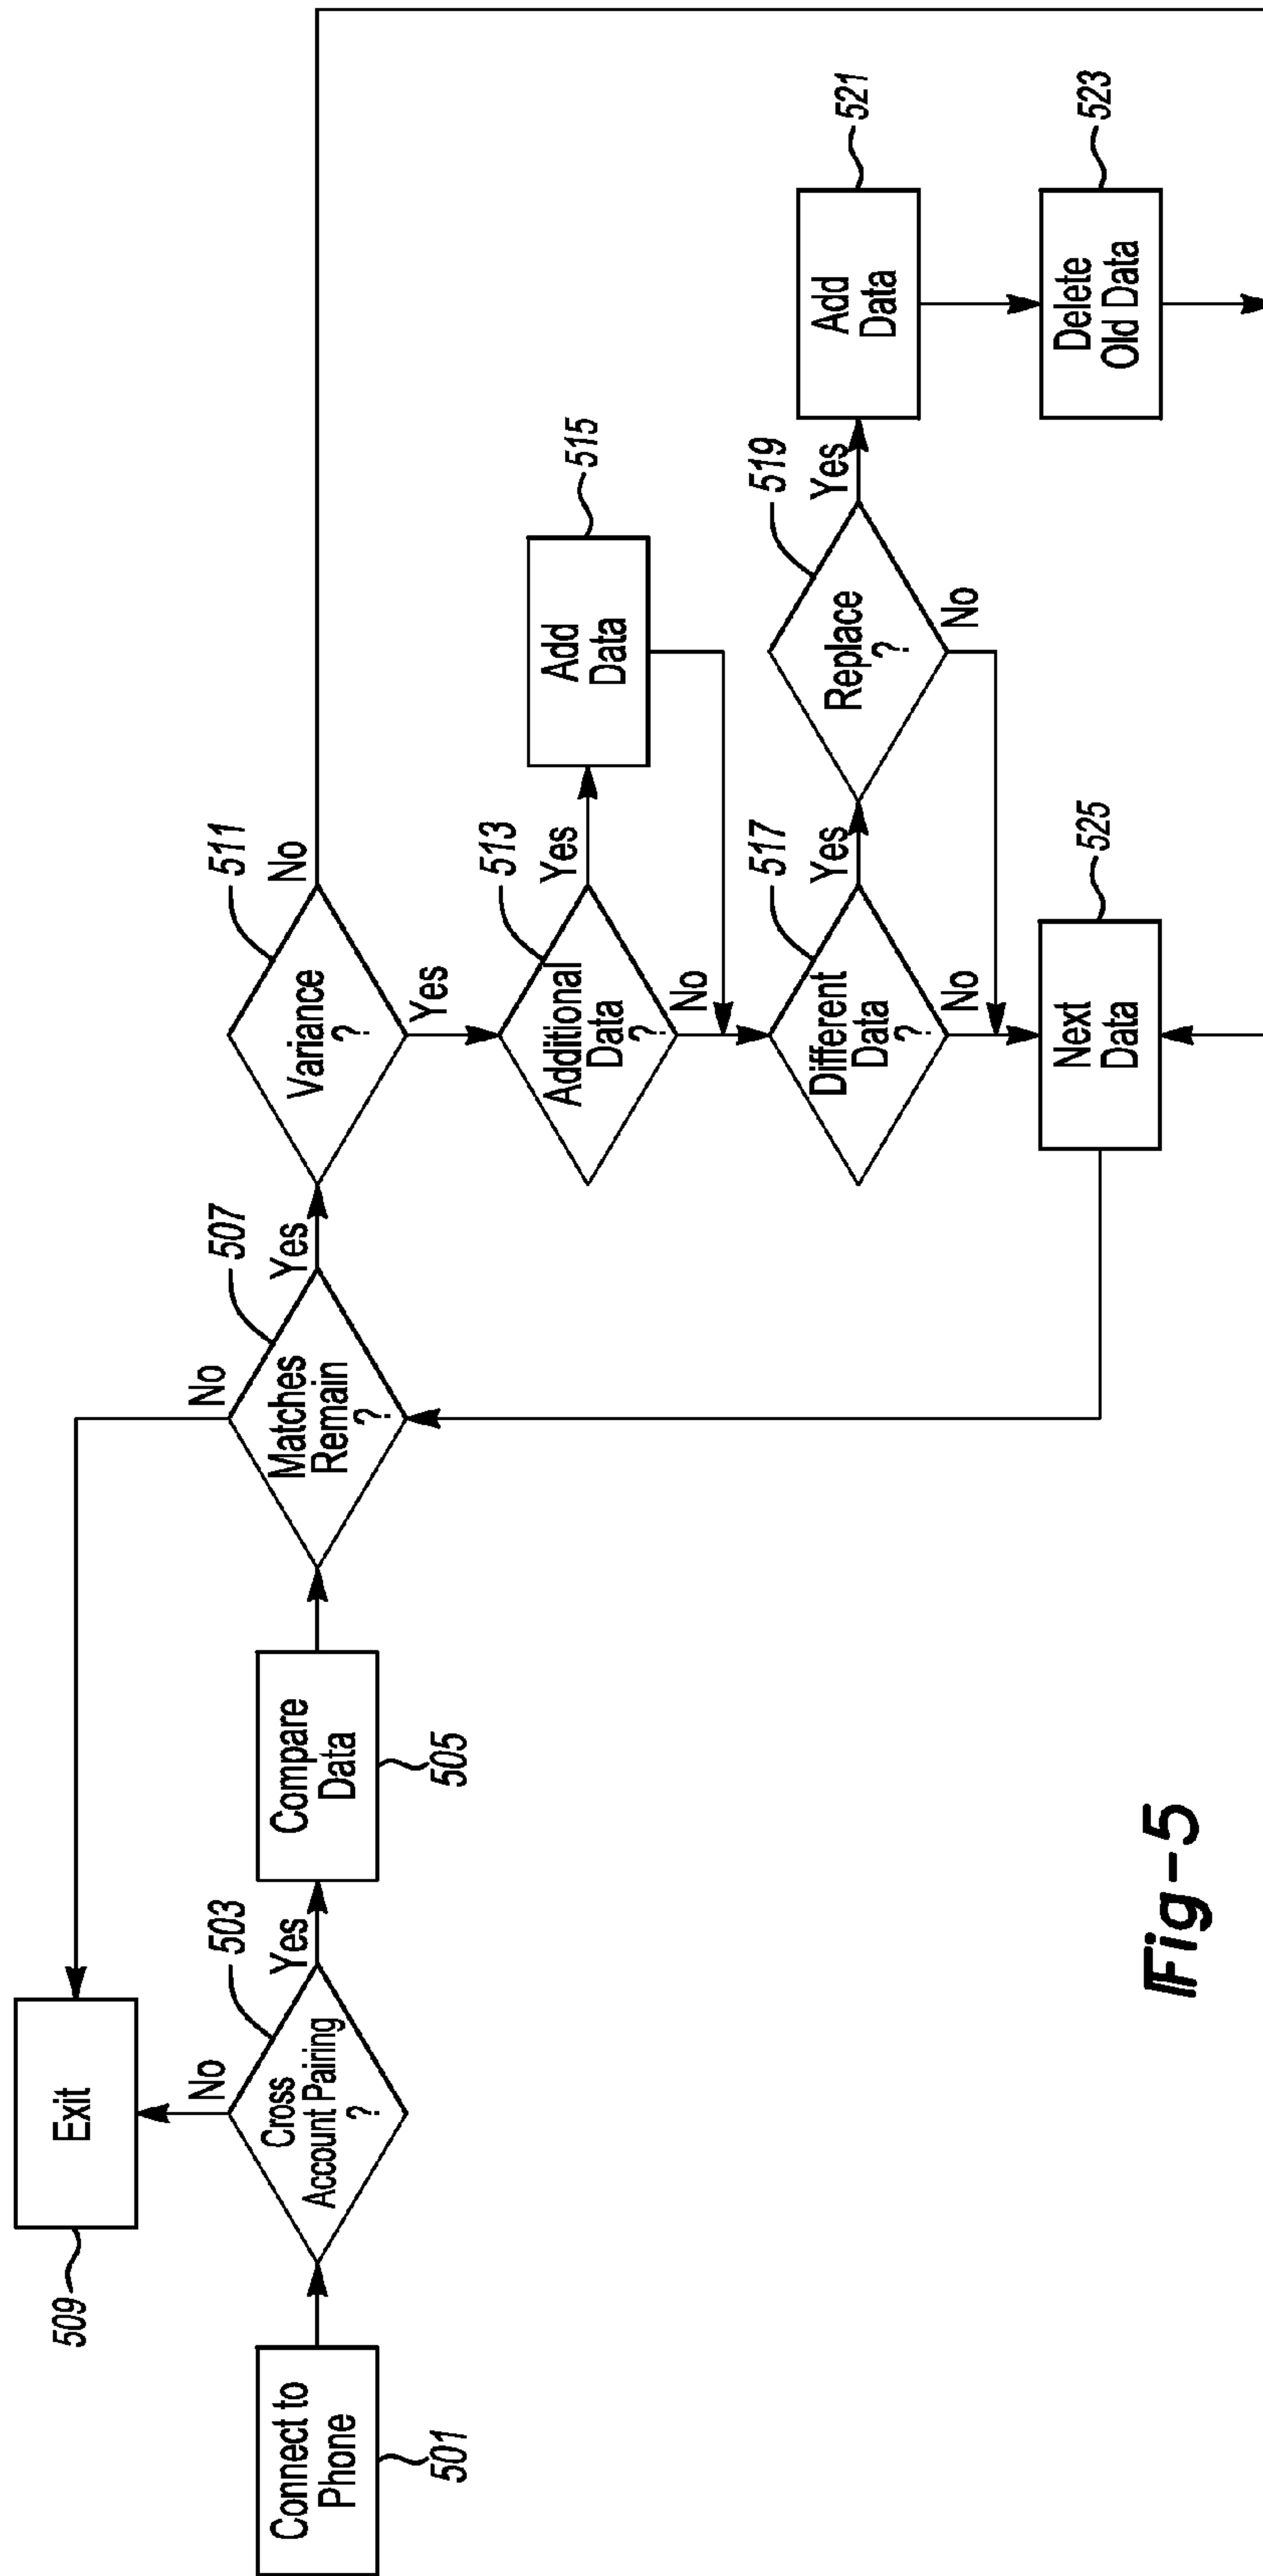 Connect to
Phone
501
Cross
Account Pairing
?
503
Yes
No
Exit
509
Compare
Data
505
Matches
Remain
?
507
Yes
No
Variance
?
511
No
Yes
Additional
Data
?
513
Yes
No
Add
Data
515
Different
Data
?
517
Yes
No
Replace
?
519
Yes
No
Add
Data
521
Delete
Old Data
523
Next
Data
525
Fig-5